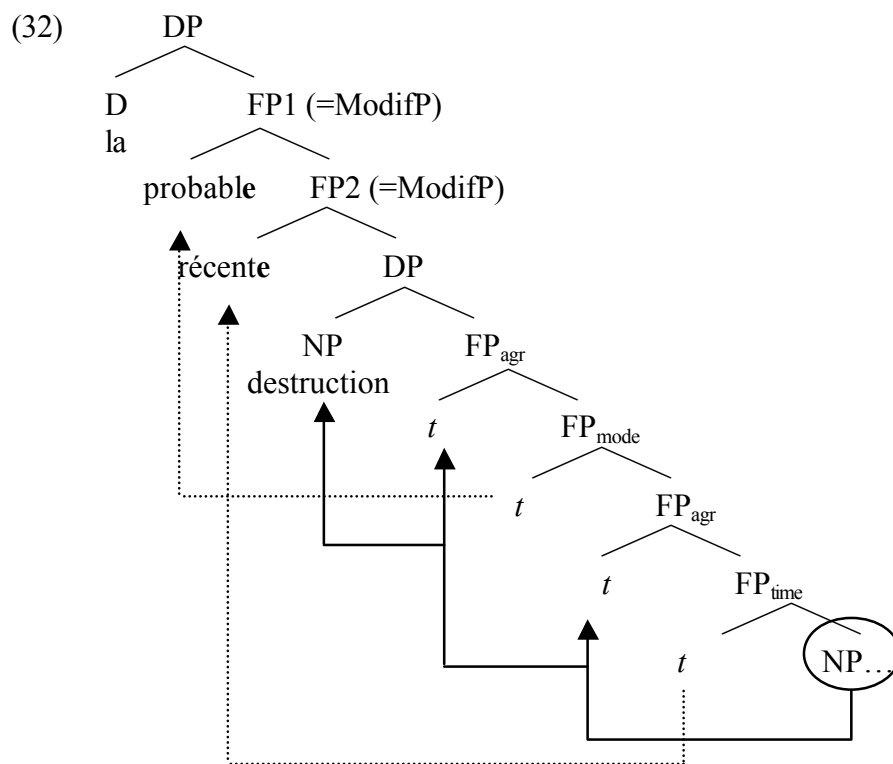 (32) DP
D FP1 (=ModifP)
la
probable FP2 (=ModifP)
récente DP
NP FPagr
destruction
t FPmode
t FPagr
t FPtime
t NP…